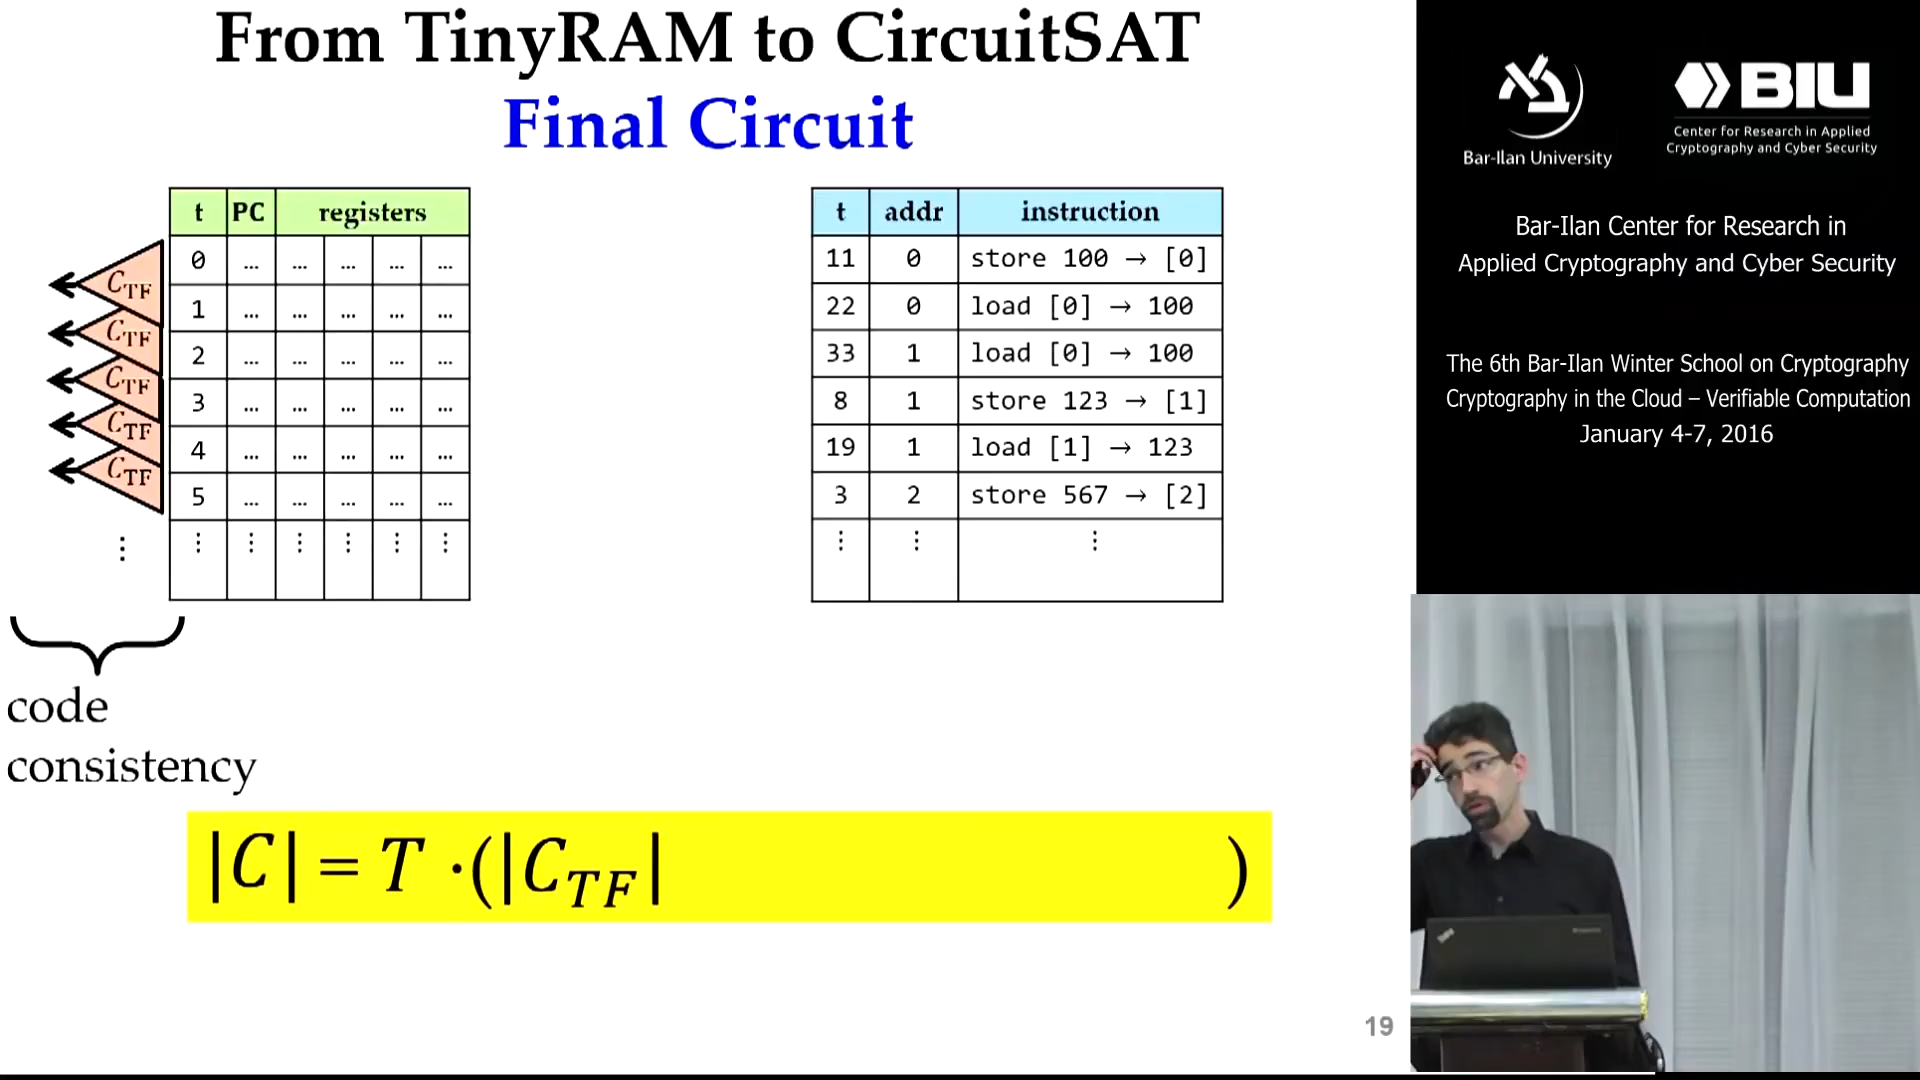 From TinyRAM to CircuitSAT
Final Circuit
t PC registers
0 ... ... ... ... ...
1 ... ... ... ... ...
2 ... ... ... ... ...
3 ... ... ... ... ...
4 ... ... ... ... ...
5 ... ... ... ... ...
⋮ ⋮ ⋮ ⋮ ⋮ ⋮
C_TF
C_TF
C_TF
C_TF
C_TF
⋮
t addr instruction
11 0 store 100 → [0]
22 0 load [0] → 100
33 1 load [0] → 100
8 1 store 123 → [1]
19 1 load [1] → 123
3 2 store 567 → [2]
⋮ ⋮ ⋮
code
consistency
|C| = T ·(|C_TF| )
19
Bar-Ilan University
BIU
Center for Research in Applied
Cryptography and Cyber Security
Bar-Ilan Center for Research in
Applied Cryptography and Cyber Security
The 6th Bar-Ilan Winter School on Cryptography
Cryptography in the Cloud – Verifiable Computation
January 4-7, 2016